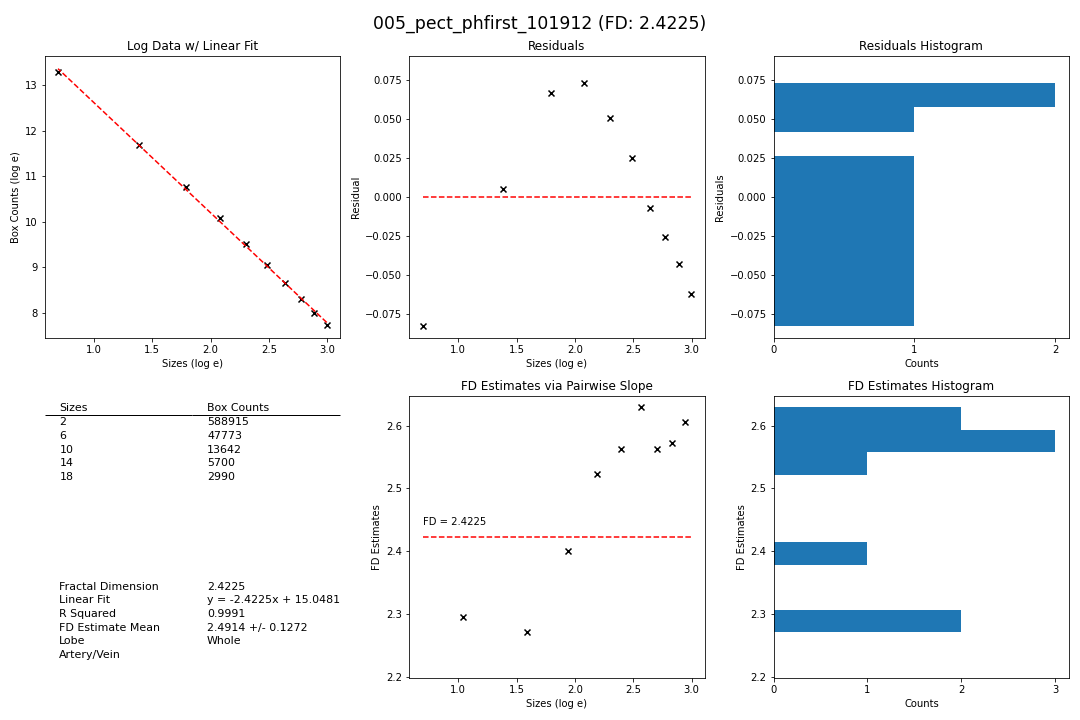 005_pect_phfirst_101912 (FD: 2.4225)
Log Data w/ Linear Fit
Box Counts (log e)
13
12
11
10
9
8
1.0 1.5 2.0 2.5 3.0
Sizes (log e)
Residuals
Residual
0.075
0.050
0.025
0.000
−0.025
−0.050
−0.075
1.0 1.5 2.0 2.5 3.0
Sizes (log e)
Residuals Histogram
Residuals
0.075
0.050
0.025
0.000
−0.025
−0.050
−0.075
0 1 2
Counts
Sizes Box Counts
2 588915
6 47773
10 13642
14 5700
18 2990
Fractal Dimension 2.4225
Linear Fit y = -2.4225x + 15.0481
R Squared 0.9991
FD Estimate Mean 2.4914 +/- 0.1272
Lobe Whole
Artery/Vein
FD Estimates via Pairwise Slope
FD Estimates
2.6
2.5
2.4
2.3
2.2
FD = 2.4225
1.0 1.5 2.0 2.5 3.0
Sizes (log e)
FD Estimates Histogram
FD Estimates
2.6
2.5
2.4
2.3
2.2
0 1 2 3
Counts